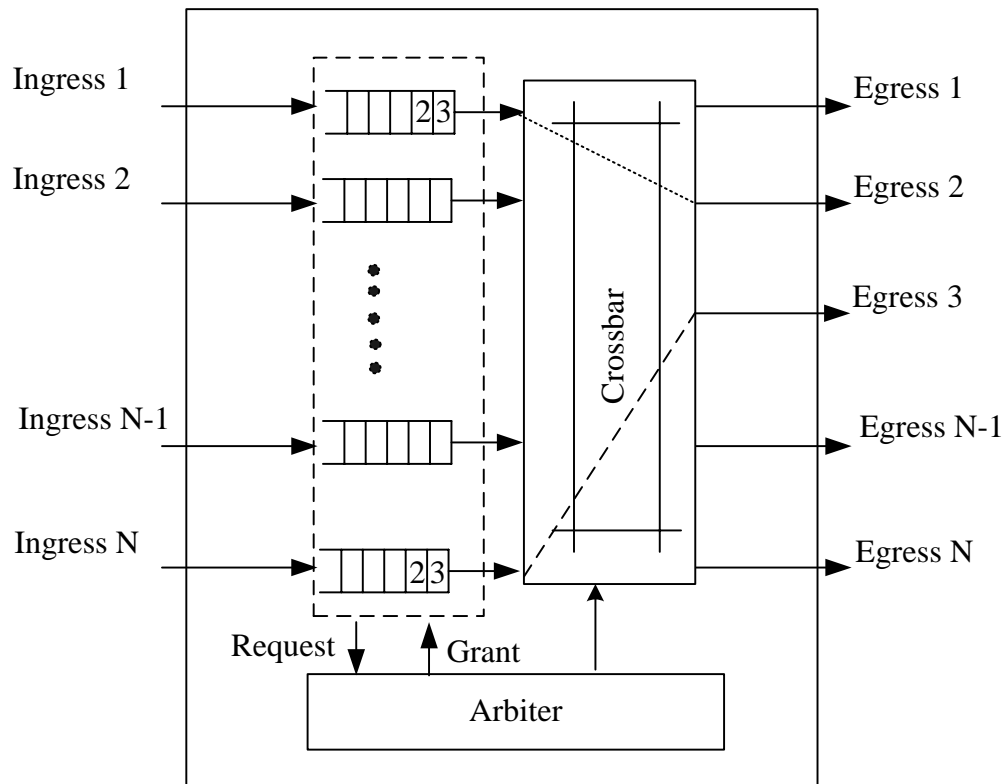 Ingress 1
2 3
Egress 1
Ingress 2
Egress 2
Egress 3
Crossbar
Ingress N-1
Egress N-1
Ingress N
2 3
Egress N
Request
Grant
Arbiter